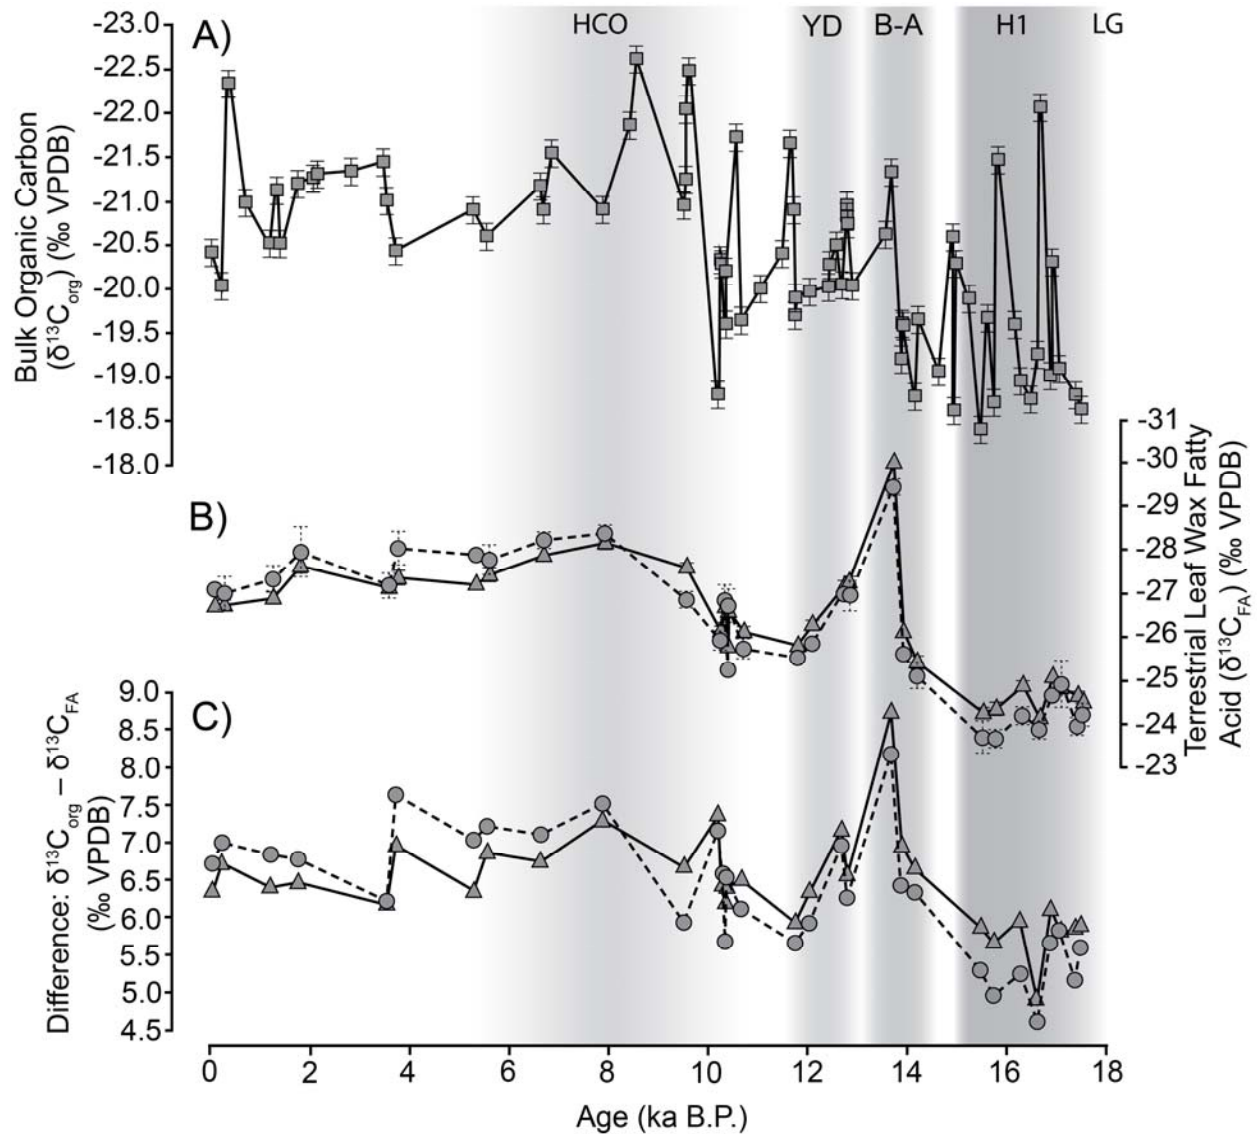 HCO YD B-A H1 LG
A)
-23.0
-22.5
-22.0
-21.5
-21.0
-20.5
-20.0
-19.5
-19.0
-18.5
-18.0
Bulk Organic Carbon
(δ¹³C_org) (‰ VPDB)
B)
-31
-30
-29
-28
-27
-26
-25
-24
-23
Terrestrial Leaf Wax Fatty
Acid (δ¹³C_FA) (‰ VPDB)
C)
9.0
8.5
8.0
7.5
7.0
6.5
6.0
5.5
5.0
4.5
Difference: δ¹³C_org – δ¹³C_FA
(‰ VPDB)
0 2 4 6 8 10 12 14 16 18
Age (ka B.P.)